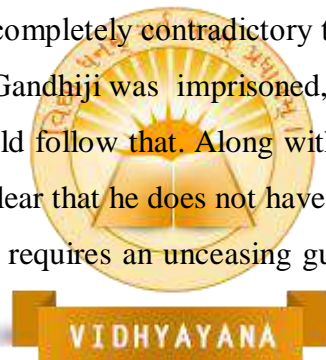 completely contradictory t
Gandhiji was imprisoned,
ld follow that. Along with
lear that he does not have
requires an unceasing gu
VIDHYAYANA